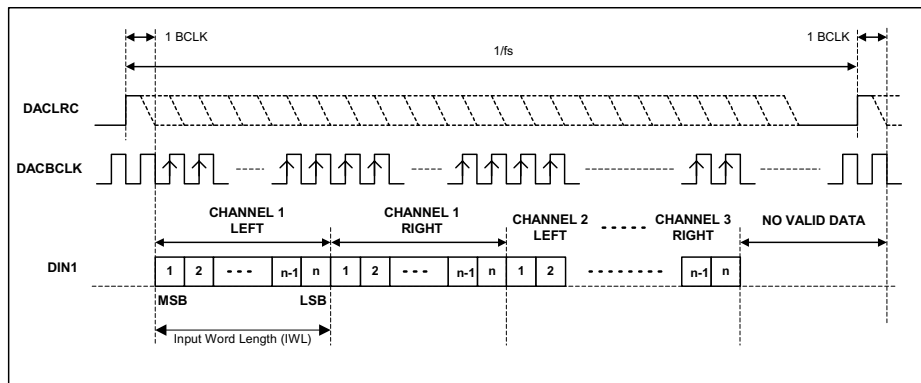 1 BCLK
1 BCLK
1/fs
DACLRC
DACBCLK
CHANNEL 1
LEFT
CHANNEL 1
RIGHT
CHANNEL 2
LEFT
CHANNEL 3
RIGHT
NO VALID DATA
DIN1
1 2 n-1 n 1 2 n-1 n 1 2 n-1 n
MSB LSB
Input Word Length (IWL)